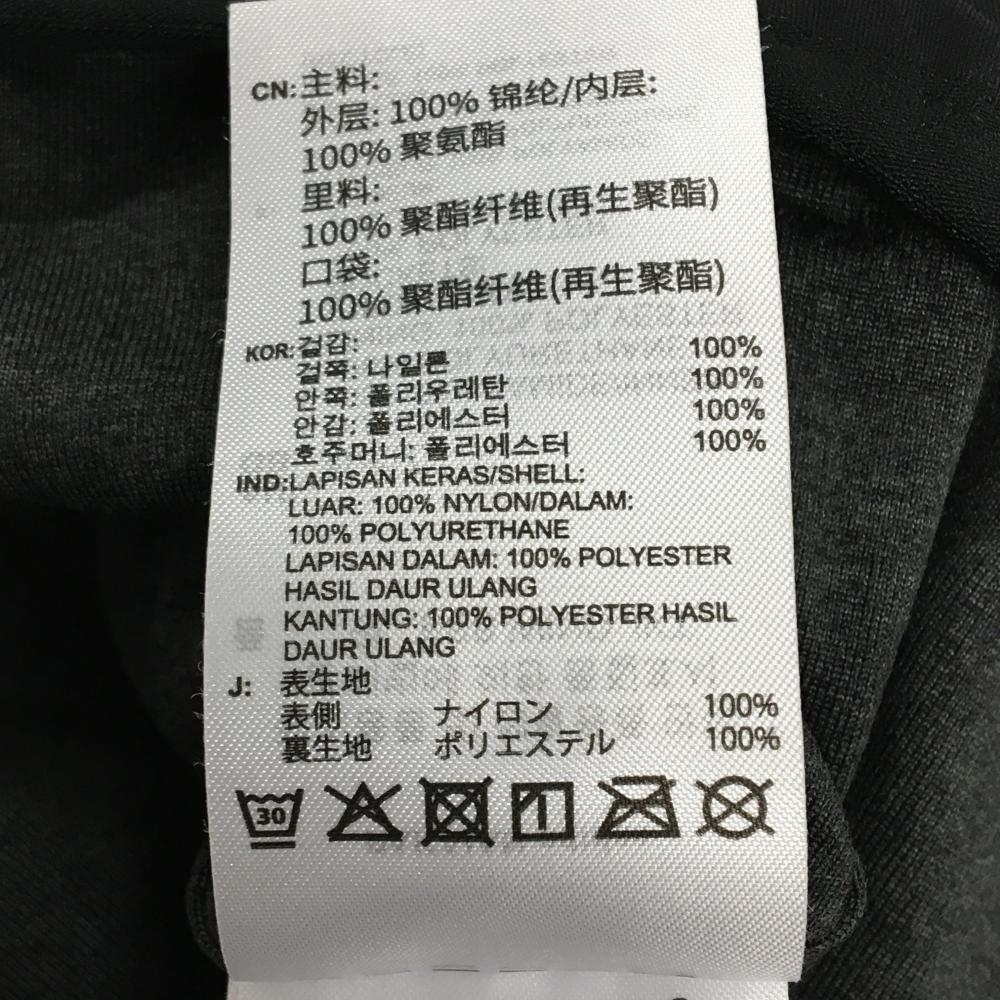 CN: 主料:
外层: 100% 锦纶/内层:
100% 聚氨酯
里料:
100% 聚酯纤维(再生聚酯)
口袋:
100% 聚酯纤维(再生聚酯)
KOR: 겉감:
겉쪽: 나일론 100%
안쪽: 폴리우레탄 100%
안감: 폴리에스터 100%
호주머니: 폴리에스터 100%
IND:LAPISAN KERAS/SHELL:
LUAR: 100% NYLON/DALAM:
100% POLYURETHANE
LAPISAN DALAM: 100% POLYESTER
HASIL DAUR ULANG
KANTUNG: 100% POLYESTER HASIL
DAUR ULANG
J: 表生地
表側 ナイロン 100%
裏生地 ポリエステル 100%
30